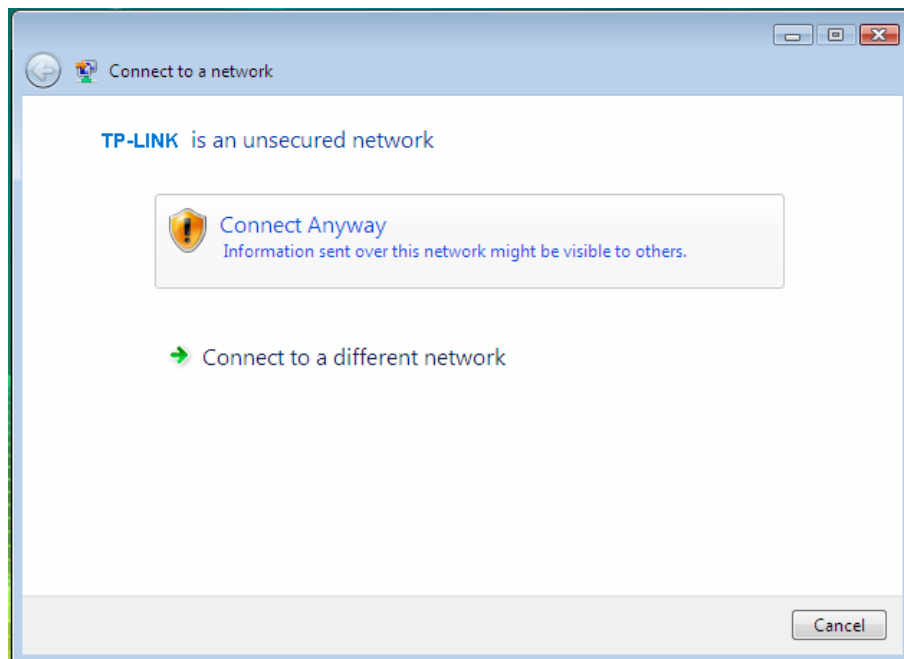 Connect to a network
TP-LINK is an unsecured network
Connect Anyway
Information sent over this network might be visible to others.
Connect to a different network
Cancel